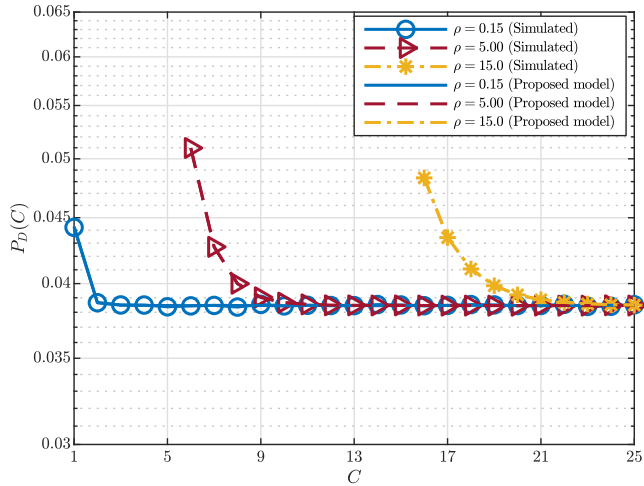 0.065
0.06
0.055
0.05
0.045
0.04
0.035
0.03
P_D(C)
1 5 9 13 17 21 25
C
ρ = 0.15 (Simulated)
ρ = 5.00 (Simulated)
ρ = 15.0 (Simulated)
ρ = 0.15 (Proposed model)
ρ = 5.00 (Proposed model)
ρ = 15.0 (Proposed model)